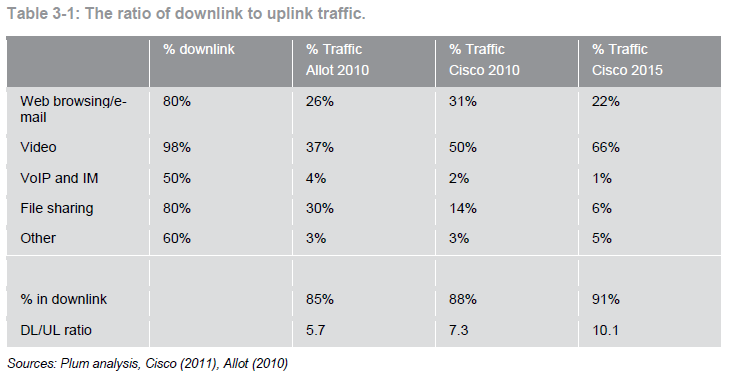 Table 3-1: The ratio of downlink to uplink traffic.
% downlink % Traffic Allot 2010 % Traffic Cisco 2010 % Traffic Cisco 2015
Web browsing/e-mail 80% 26% 31% 22%
Video 98% 37% 50% 66%
VoIP and IM 50% 4% 2% 1%
File sharing 80% 30% 14% 6%
Other 60% 3% 3% 5%
% in downlink 85% 88% 91%
DL/UL ratio 5.7 7.3 10.1
Sources: Plum analysis, Cisco (2011), Allot (2010)